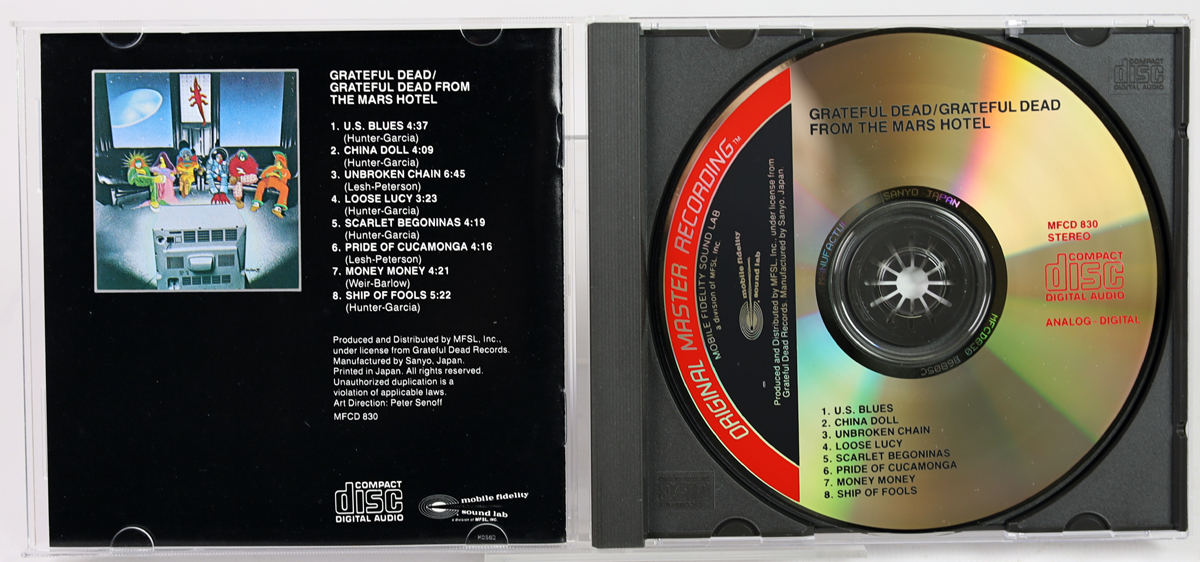 GRATEFUL DEAD/
GRATEFUL DEAD FROM
THE MARS HOTEL
1. U.S. BLUES 4:37
(Hunter-Garcia)
2. CHINA DOLL 4:09
(Hunter-Garcia)
3. UNBROKEN CHAIN 6:45
(Lesh-Peterson)
4. LOOSE LUCY 3:23
(Hunter-Garcia)
5. SCARLET BEGONINAS 4:19
(Hunter-Garcia)
6. PRIDE OF CUCAMONGA 4:16
(Lesh-Peterson)
7. MONEY MONEY 4:21
(Weir-Barlow)
8. SHIP OF FOOLS 5:22
(Hunter-Garcia)
Produced and Distributed by MFSL, Inc.,
under license from Grateful Dead Records.
Manufactured by Sanyo, Japan.
Printed in Japan. All rights reserved.
Unauthorized duplication is a
violation of applicable laws.
Art Direction: Peter Senoff
MFCD 830
COMPACT
disc
DIGITAL AUDIO
mobile fidelity
sound lab
a division of MFSL, INC.
K0562
COMPACT
disc
DIGITAL AUDIO
GRATEFUL DEAD/GRATEFUL DEAD
FROM THE MARS HOTEL
ORIGINAL MASTER RECORDING™
MOBILE FIDELITY SOUND LAB
a division of MFSL Inc.
mobile fidelity
sound lab
Produced and Distributed by MFSL, Inc., under license from
Grateful Dead Records. Manufactured by Sanyo, Japan.
SANYO JAPAN
MFCD830 B6805C
MFCD 830
STEREO
COMPACT
disc
DIGITAL AUDIO
ANALOG-DIGITAL
1. U.S. BLUES
2. CHINA DOLL
3. UNBROKEN CHAIN
4. LOOSE LUCY
5. SCARLET BEGONINAS
6. PRIDE OF CUCAMONGA
7. MONEY MONEY
8. SHIP OF FOOLS